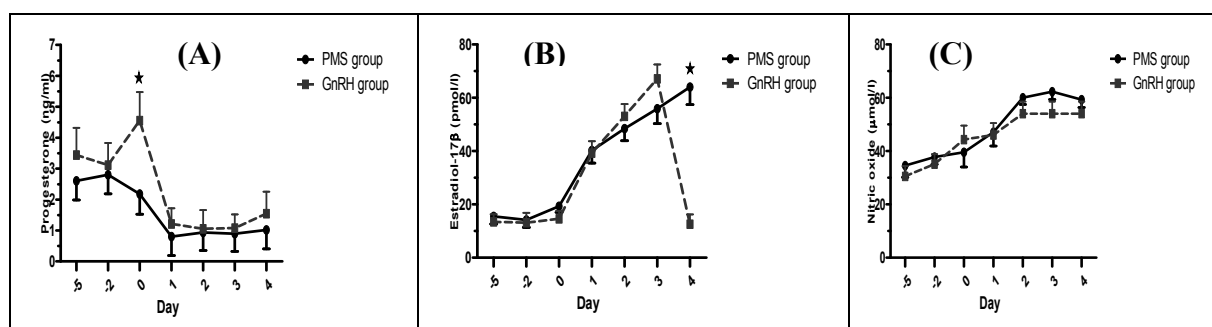 (A)
Progesterone (ng/ml)
7
6
5
4
3
2
1
0
-5
-2
0
1
2
3
4
Day
★
PMS group
GnRH group
(B)
Estradiol-17β (pmol/l)
80
60
40
20
0
-5
-2
0
1
2
3
4
Day
★
PMS group
GnRH group
(C)
Nitric oxide (µmol/l)
80
60
40
20
0
-5
-2
0
1
2
3
4
Day
PMS group
GnRH group